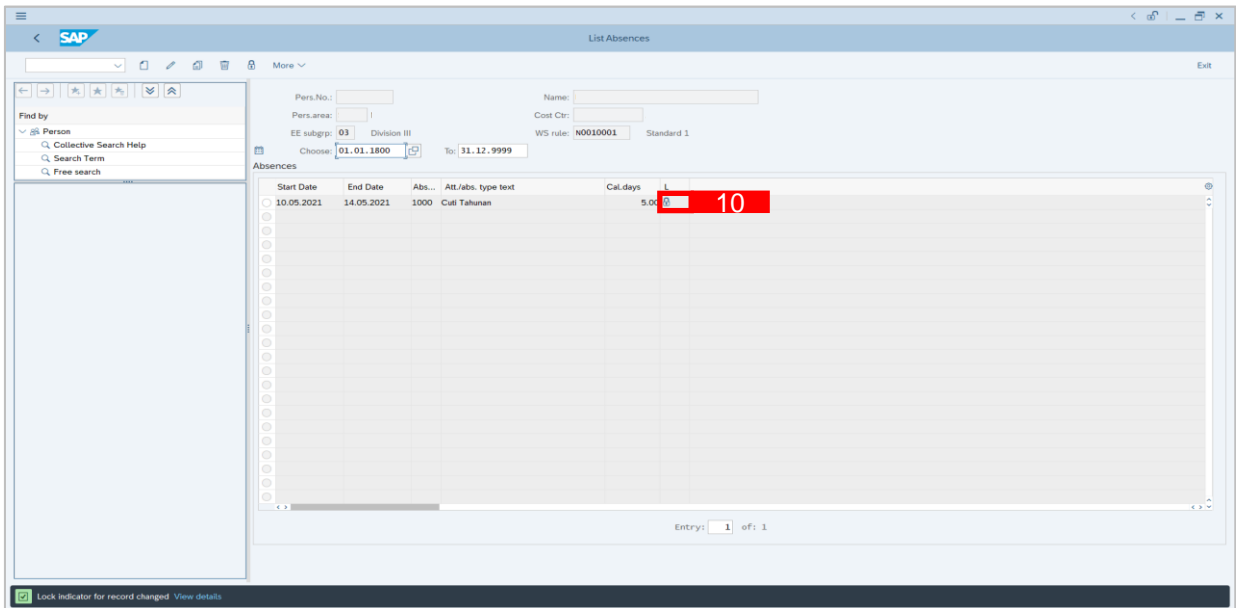 SAP
List Absences
More
Exit
Pers.No.:
Name:
Find by
Pers.area:
Cost Ctr:
Person
EE subgrp: 03 Division III
WS rule: N0010001 Standard 1
Collective Search Help
Choose: 01.01.1800
To: 31.12.9999
Search Term
Absences
Free search
Start Date End Date Abs... Att./abs. type text Cal.days L
10.05.2021 14.05.2021 1000 Cuti Tahunan 5.00
10
Entry: 1 of: 1
Lock indicator for record changed View details